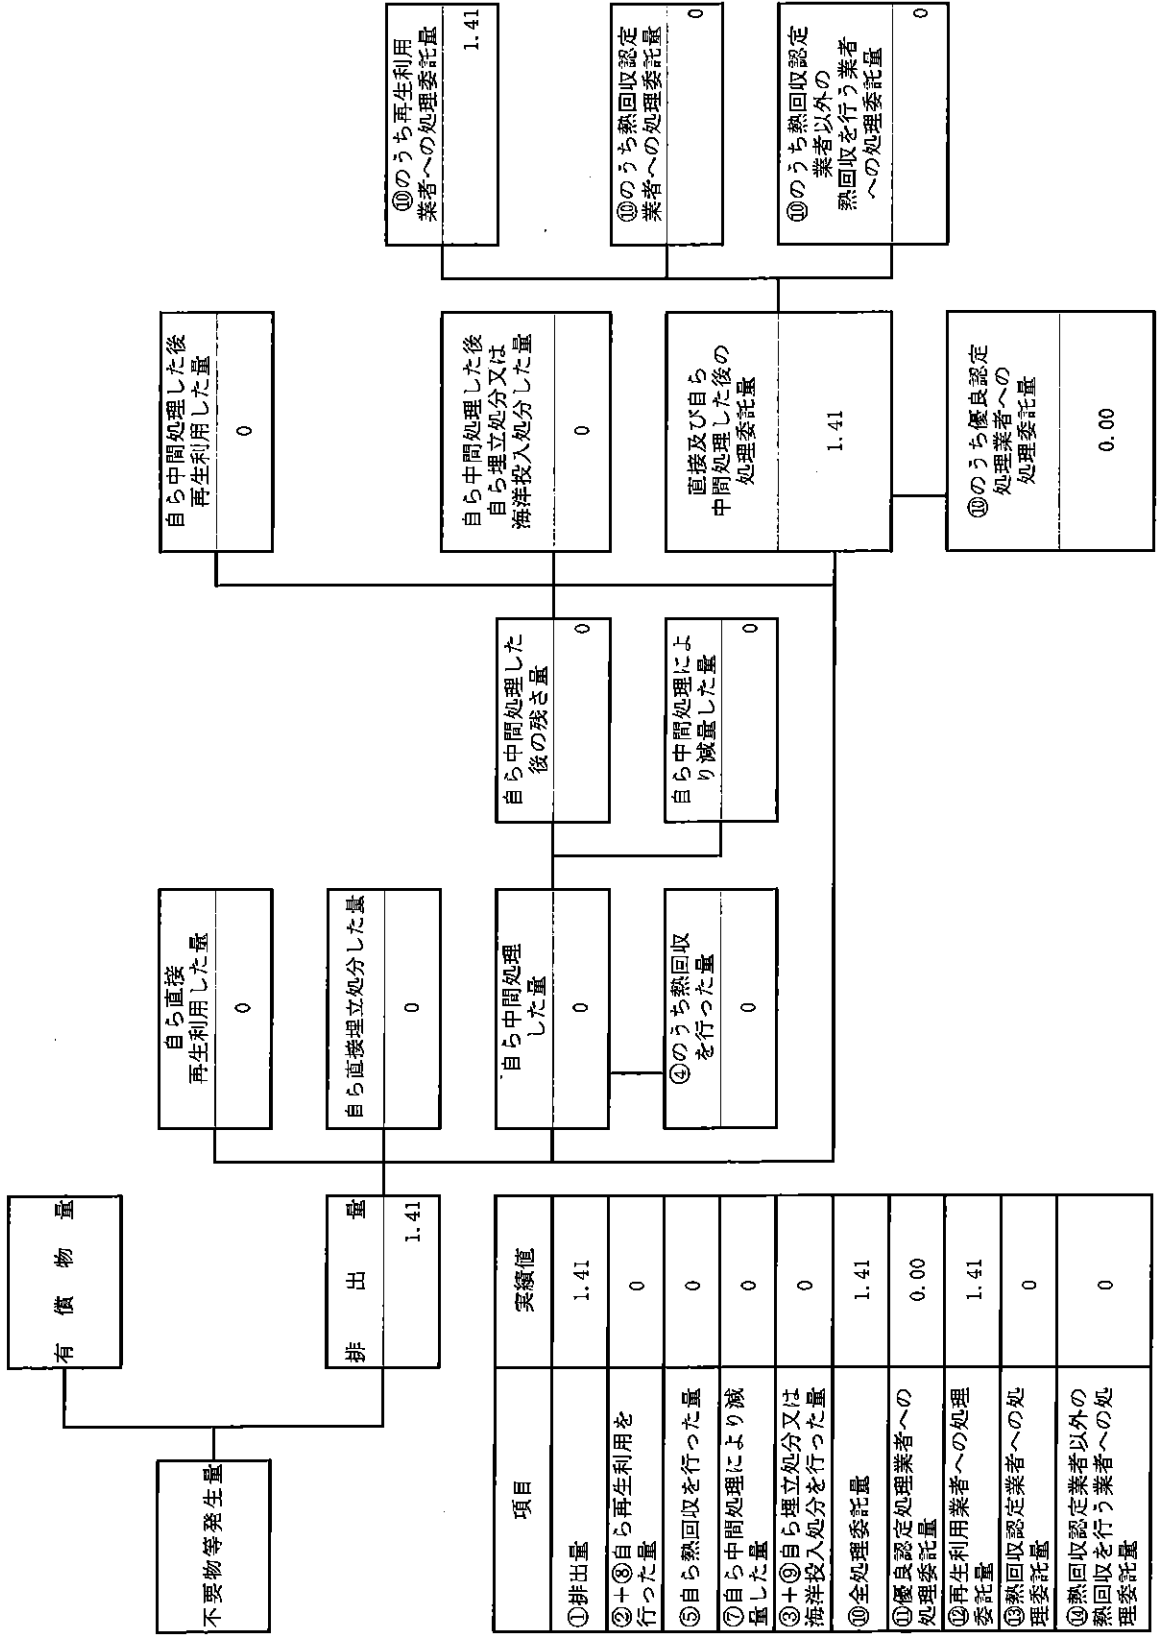 不要物等発生量
有償物量
排出量
1.41
自ら直接
再生利用した量
0
自ら直接埋立処分した量
0
自ら中間処理
した量
0
④のうち熱回収
を行った量
0
自ら中間処理した
後の残さ量
0
自ら中間処理によ
り減量した量
0
自ら中間処理した後
再生利用した量
0
自ら中間処理した後
自ら埋立処分又は
海洋投入処分した量
0
直接及び自ら
中間処理した後の
処理委託量
1.41
⑩のうち優良認定
処理業者への
処理委託量
0.00
⑩のうち再生利用
業者への処理委託量
1.41
⑩のうち熱回収認定
業者への処理委託量
0
⑩のうち熱回収認定
業者以外の
熱回収を行う業者
への処理委託量
0
項目 実績値
①排出量 1.41
②+⑧自ら再生利用を
行った量 0
⑤自ら熱回収を行った量 0
⑦自ら中間処理により減
量した量 0
③+⑨自ら埋立処分又は
海洋投入処分を行った量 0
⑩全処理委託量 1.41
⑪優良認定処理業者への
処理委託量 0.00
⑫再生利用業者への処理
委託量 1.41
⑬熱回収認定業者への処
理委託量 0
⑭熱回収認定業者以外の
熱回収を行う業者への処
理委託量 0